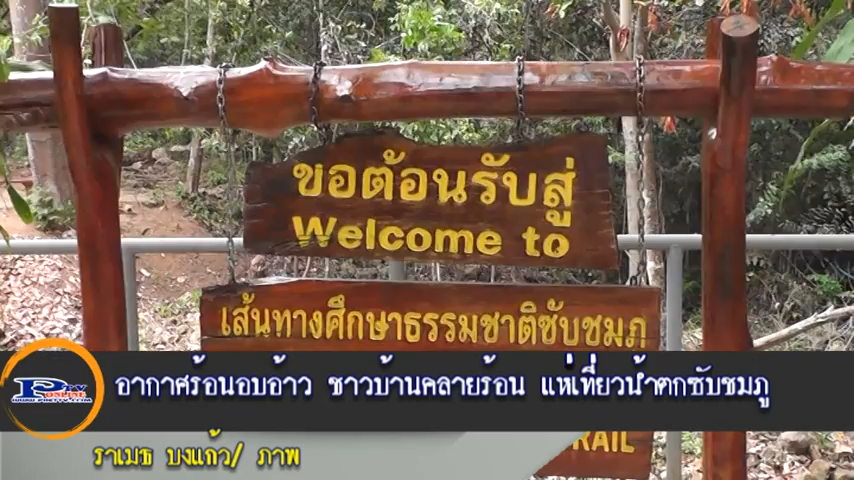 ขอต้อนรับสู่
Welcome to
เส้นทางศึกษาธรรมชาติซับชมภู
PTV
ONLINE
อากาศร้อนอบอ้าว ชาวบ้านคลายร้อน แห่เที่ยวน้ำตกซับชมภู
TRAIL
ราเมธ บงแก้ว/ ภาพ